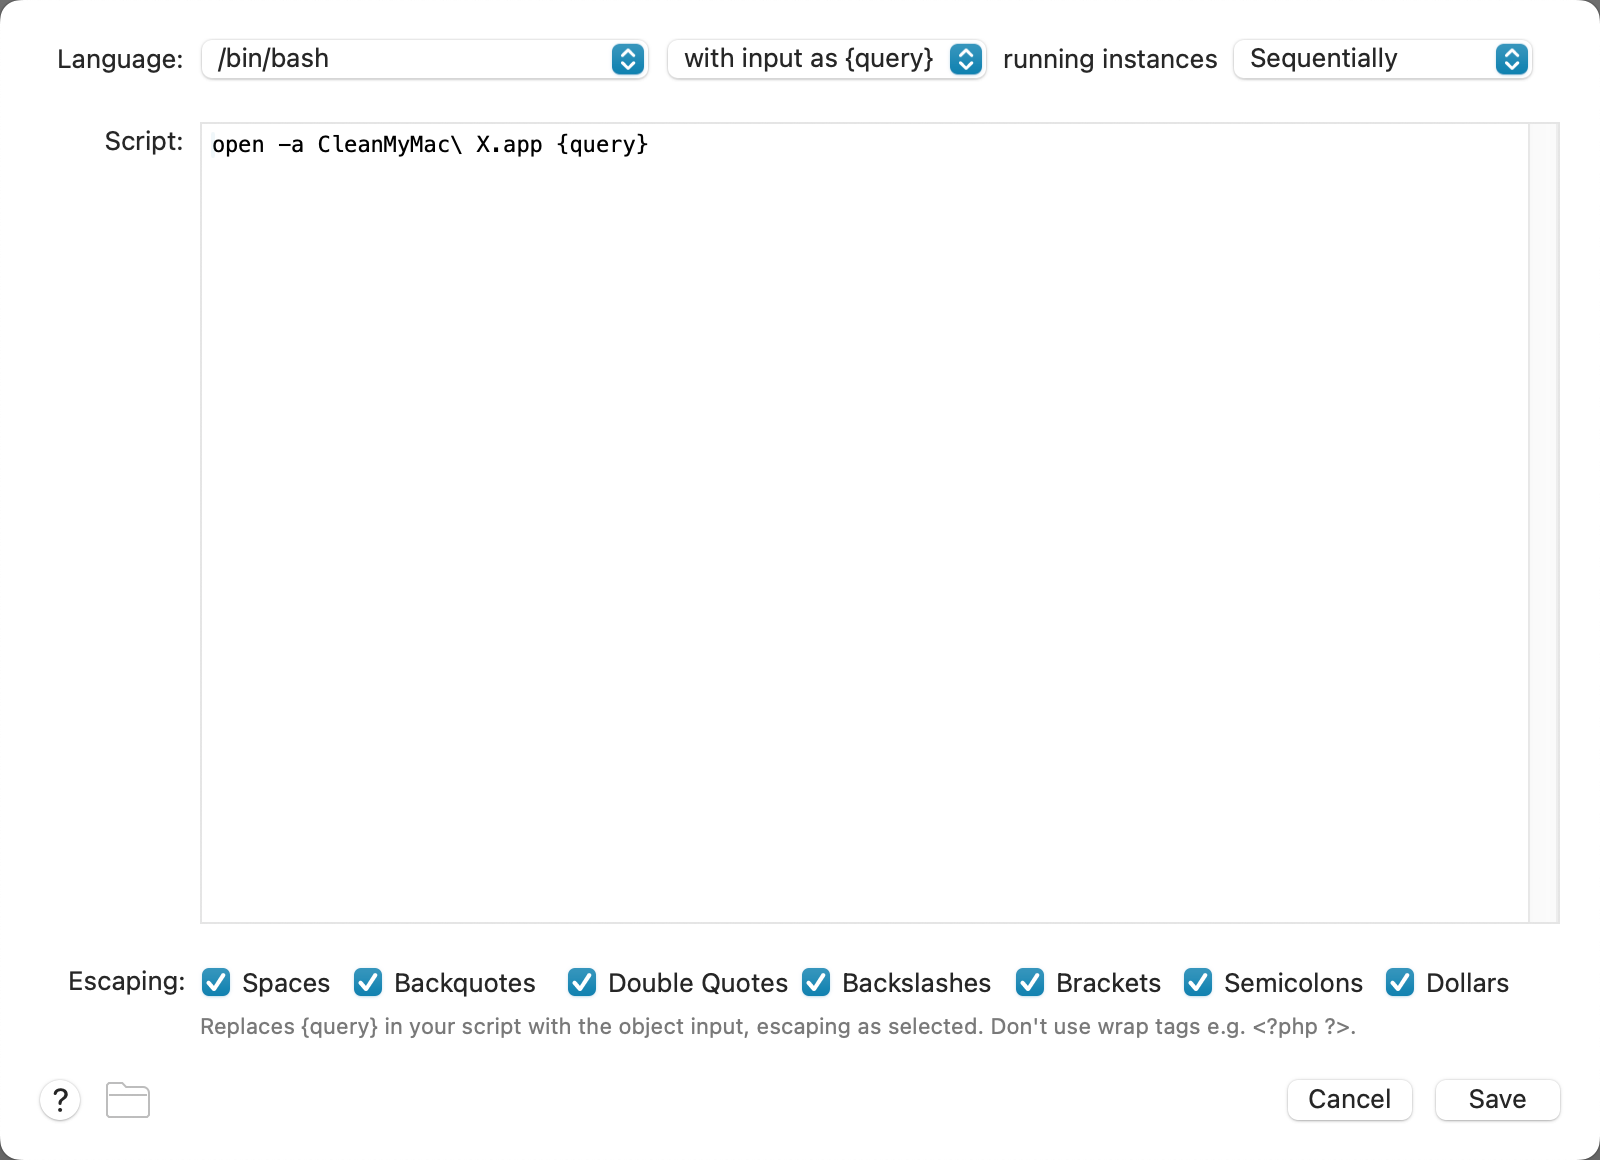 Language: /bin/bash with input as {query} running instances Sequentially
Script: open -a CleanMyMac\ X.app {query}
Escaping: Spaces Backquotes Double Quotes Backslashes Brackets Semicolons Dollars
Replaces {query} in your script with the object input, escaping as selected. Don't use wrap tags e.g. <?php ?>.
? Cancel Save